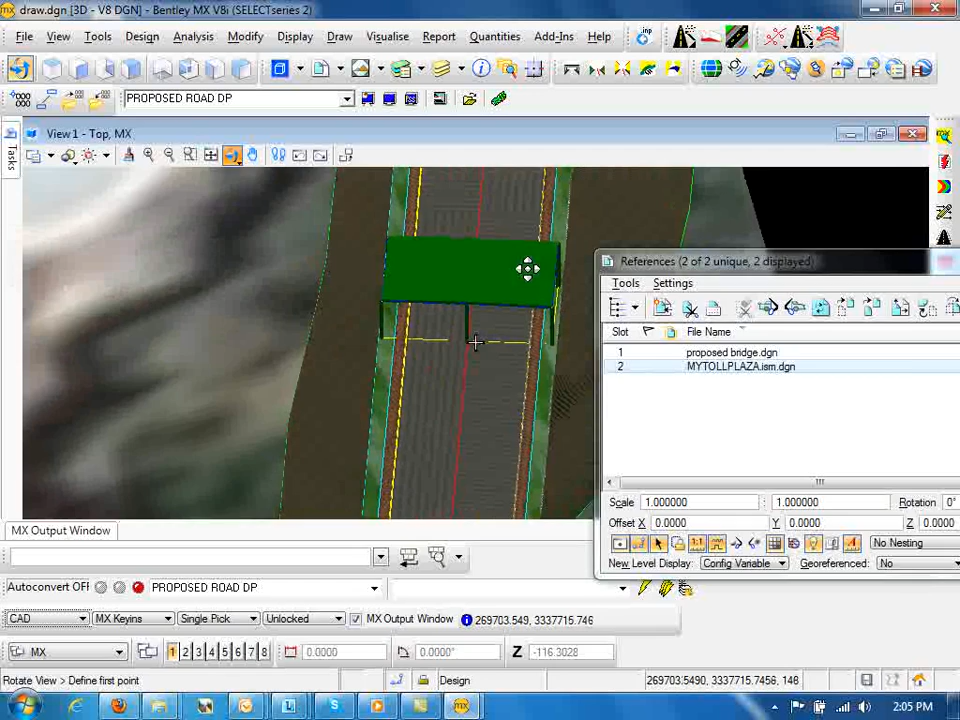 draw.dgn [3D - V8 DGN] - Bentley MX V8i (SELECTseries 2)
File View Tools Design Analysis Modify Display Draw Visualise Report Quantities Add-Ins Help
PROPOSED ROAD DP
View 1 - Top, MX
Tasks
References (2 of 2 unique, 2 displayed)
Tools Settings
Slot File Name
1 proposed bridge.dgn
2 MYTOLLPLAZA.ism.dgn
Scale 1.000000 : 1.000000 Rotation 0°
Offset X 0.0000 Y 0.0000 Z 0.0000
1:1 No Nesting
New Level Display: Config Variable Georeferenced: No
MX Output Window
Autoconvert OFF PROPOSED ROAD DP
CAD MX Keyins Single Pick Unlocked MX Output Window 269703.549, 3337715.746
MX 1 2 3 4 5 6 7 8 0.0000 0.0000° Z -116.3028
Rotate View > Define first point Design 269703.5490, 3337715.7456, 148
2:05 PM